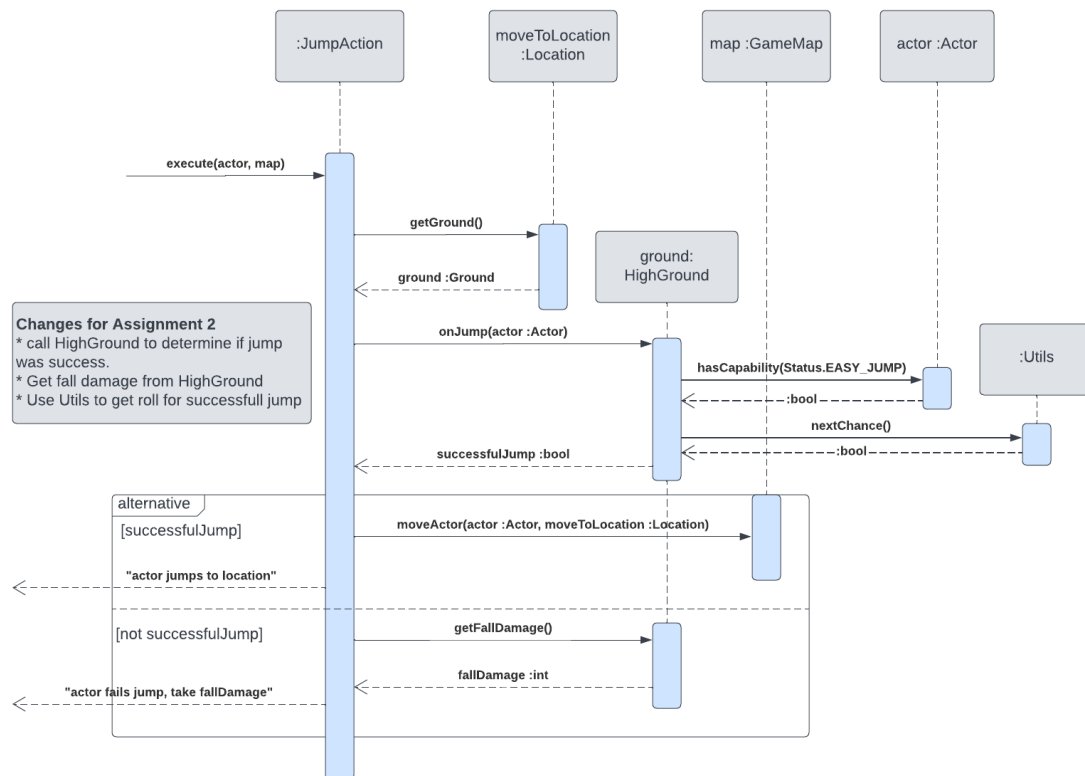 :JumpAction
moveToLocation
:Location
map :GameMap
actor :Actor
execute(actor, map)
getGround()
ground:
HighGround
ground :Ground
Changes for Assignment 2
* call HighGround to determine if jump
was success.
* Get fall damage from HighGround
* Use Utils to get roll for successfull jump
onJump(actor :Actor)
:Utils
hasCapability(Status.EASY_JUMP)
:bool
nextChance()
:bool
successfulJump :bool
alternative
[successfulJump]
moveActor(actor :Actor, moveToLocation :Location)
"actor jumps to location"
[not successfulJump]
getFallDamage()
fallDamage :int
"actor fails jump, take fallDamage"